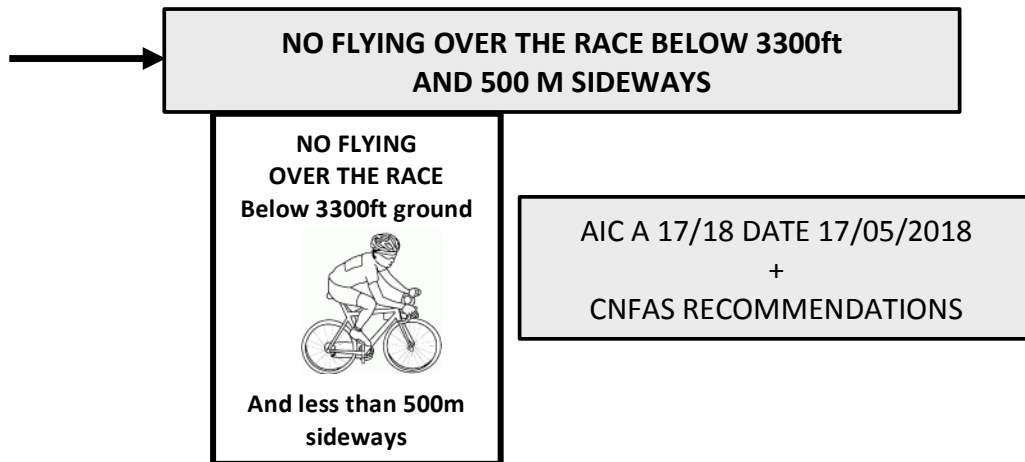 NO FLYING OVER THE RACE BELOW 3300ft
AND 500 M SIDEWAYS
NO FLYING
OVER THE RACE
Below 3300ft ground
And less than 500m
sideways
AIC A 17/18 DATE 17/05/2018
+
CNFAS RECOMMENDATIONS